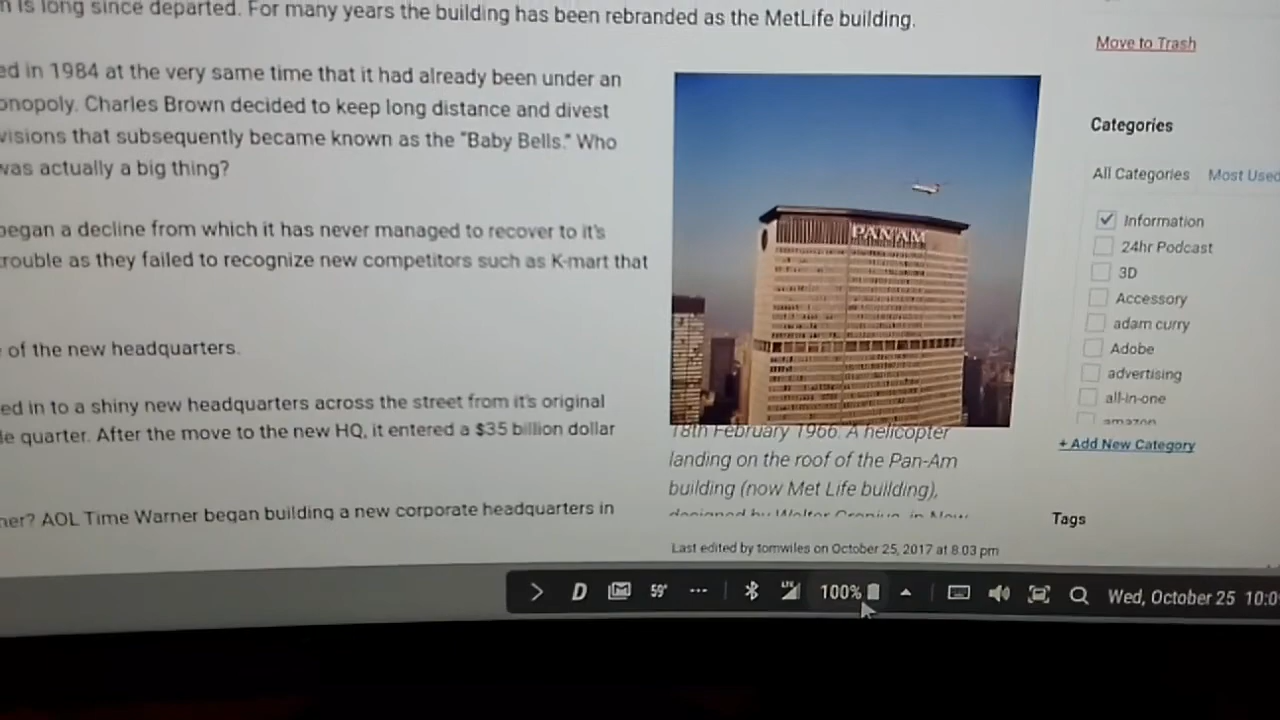 is long since departed. For many years the building has been rebranded as the MetLife building.
Move to Trash
ed in 1984 at the very same time that it had already been under an
onopoly. Charles Brown decided to keep long distance and divest
visions that subsequently became known as the "Baby Bells." Who
was actually a big thing?
began a decline from which it has never managed to recover to it's
trouble as they failed to recognize new competitors such as K-mart that
of the new headquarters.
ed in to a shiny new headquarters across the street from it's original
le quarter. After the move to the new HQ, it entered a $35 billion dollar
ner? AOL Time Warner began building a new corporate headquarters in
PAN AM
18th February 1966. A helicopter
landing on the roof of the Pan-Am
building (now Met Life building),
Last edited by tomwiles on October 25, 2017 at 8:03 pm
Categories
All Categories Most Used
Information
24hr Podcast
3D
Accessory
adam curry
Adobe
advertising
all-in-one
amazon
+ Add New Category
Tags
D 59° ... LTE 100% Wed, October 25 10:0